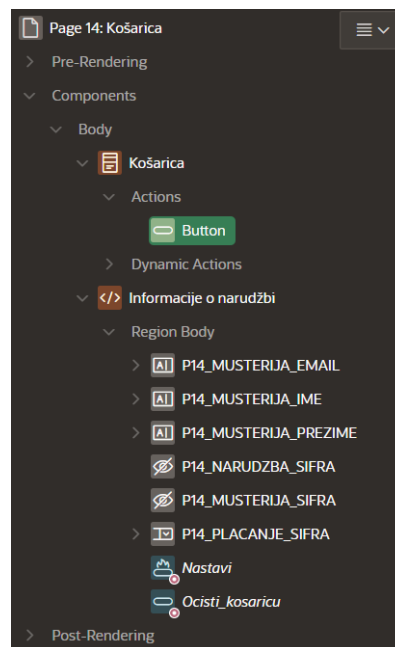 Page 14: Košarica
Pre-Rendering
Components
Body
Košarica
Actions
Button
Dynamic Actions
Informacije o narudžbi
Region Body
P14_MUSTERIJA_EMAIL
P14_MUSTERIJA_IME
P14_MUSTERIJA_PREZIME
P14_NARUDZBA_SIFRA
P14_MUSTERIJA_SIFRA
P14_PLACANJE_SIFRA
Nastavi
Ocisti_kosaricu
Post-Rendering